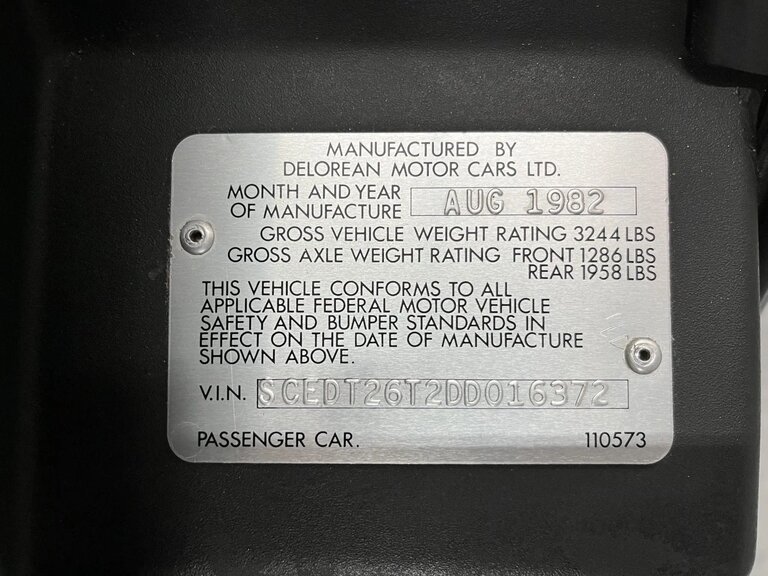 MANUFACTURED BY
DELOREAN MOTOR CARS LTD.
MONTH AND YEAR
OF MANUFACTURE AUG 1982
GROSS VEHICLE WEIGHT RATING 3244 LBS
GROSS AXLE WEIGHT RATING FRONT 1286 LBS
REAR 1958 LBS
THIS VEHICLE CONFORMS TO ALL
APPLICABLE FEDERAL MOTOR VEHICLE
SAFETY AND BUMPER STANDARDS IN
EFFECT ON THE DATE OF MANUFACTURE
SHOWN ABOVE.
V.I.N. SCEDT26T2DD016372
PASSENGER CAR. 110573